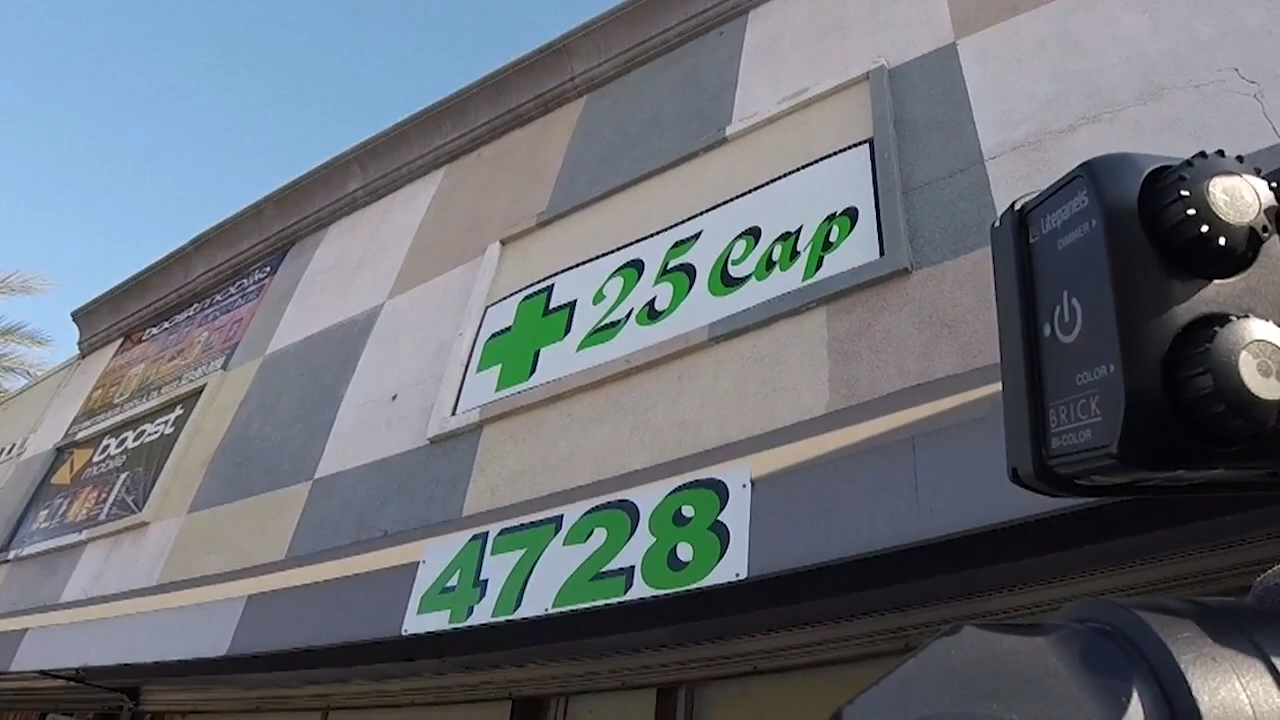 25 Cap
4728
boostmobile
boost
mobile
Litepanels
DIMMER
COLOR
BRICK
BI-COLOR